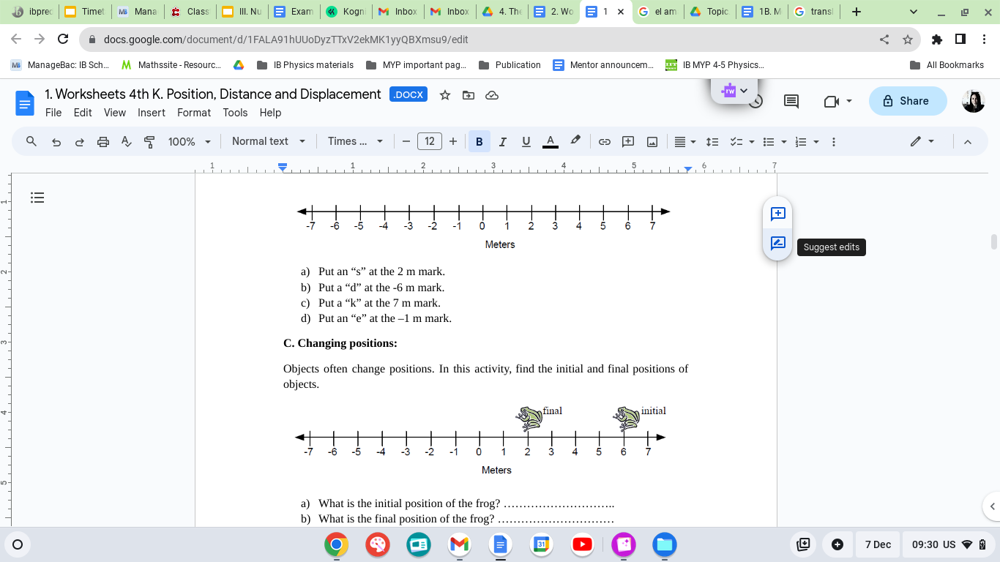 ibprec
Timet
Mana
Class
III. Nu
Exam
Kogni
Inbox
Inbox
4. The
2. Wo
1
el am
Topic
1B. M
transl
docs.google.com/document/d/1FALA91hUUoDyzTTxV2ekMK1yyQBXmsu9/edit
ManageBac: IB Sch...
Mathssite - Resourc...
IB Physics materials
MYP important pag...
Publication
Mentor announcem...
IB MYP 4-5 Physics...
All Bookmarks
1. Worksheets 4th K. Position, Distance and Displacement .DOCX
rw
Share
File Edit View Insert Format Tools Help
100% Normal text Times ... 12 B I U A
1 1 2 3 4 5 6 7
-7 -6 -5 -4 -3 -2 -1 0 1 2 3 4 5 6 7
Meters
Suggest edits
a) Put an “s” at the 2 m mark.
b) Put a “d” at the -6 m mark.
c) Put a “k” at the 7 m mark.
d) Put an “e” at the –1 m mark.
C. Changing positions:
Objects often change positions. In this activity, find the initial and final positions of
objects.
final initial
-7 -6 -5 -4 -3 -2 -1 0 1 2 3 4 5 6 7
Meters
a) What is the initial position of the frog? ………………………..
b) What is the final position of the frog? …………………………
1
2
3
4
5
31
7 Dec
09:30 US